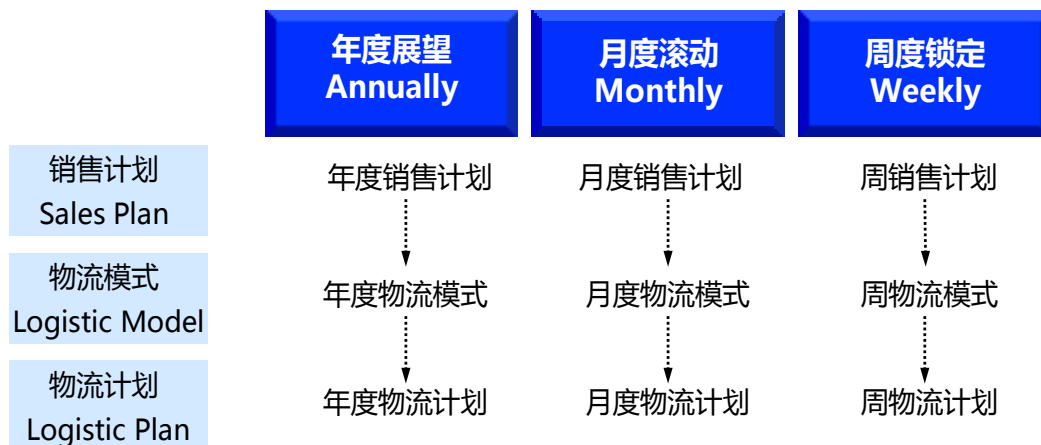 年度展望
Annually
月度滚动
Monthly
周度锁定
Weekly
销售计划
Sales Plan
年度销售计划
月度销售计划
周销售计划
物流模式
Logistic Model
年度物流模式
月度物流模式
周物流模式
物流计划
Logistic Plan
年度物流计划
月度物流计划
周物流计划